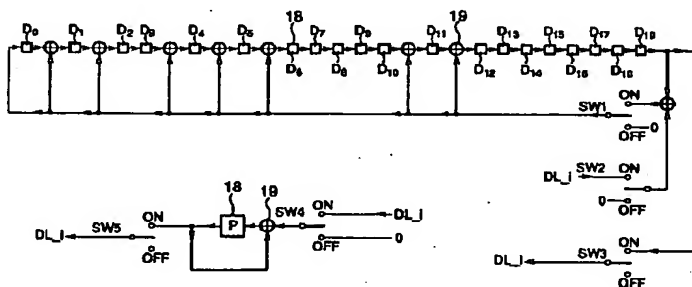 18 19
D0 D1 D2 D3 D4 D5 D7 D9 D11 D13 D15 D17 D19
D6 D8 D10 D12 D14 D16 D18
ON
SW1
0
OFF
SW2 ON
DL_i
0
OFF
18 19
ON SW4 ON
SW5 P DL_i
DL_i 0
OFF OFF
ON
SW3
DL_i
OFF